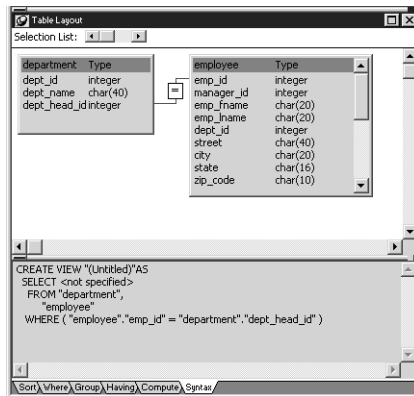 Table Layout
Selection List:
department Type
dept_id integer
dept_name char(40)
dept_head_id integer
=
employee Type
emp_id integer
manager_id integer
emp_fname char(20)
emp_lname char(20)
dept_id integer
street char(40)
city char(20)
state char(16)
zip_code char(10)
CREATE VIEW "(Untitled)"AS
SELECT <not specified>
FROM "department",
"employee"
WHERE ( "employee"."emp_id" = "department"."dept_head_id" )
Sort Where Group Having Compute Syntax